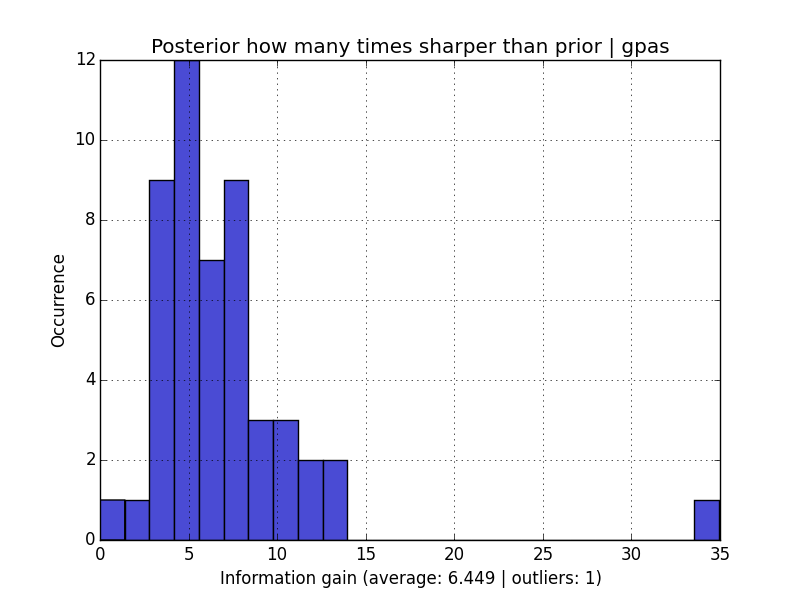 Posterior how many times sharper than prior | gpas
12
10
8
6
4
2
0
Occurrence
0 5 10 15 20 25 30 35
Information gain (average: 6.449 | outliers: 1)